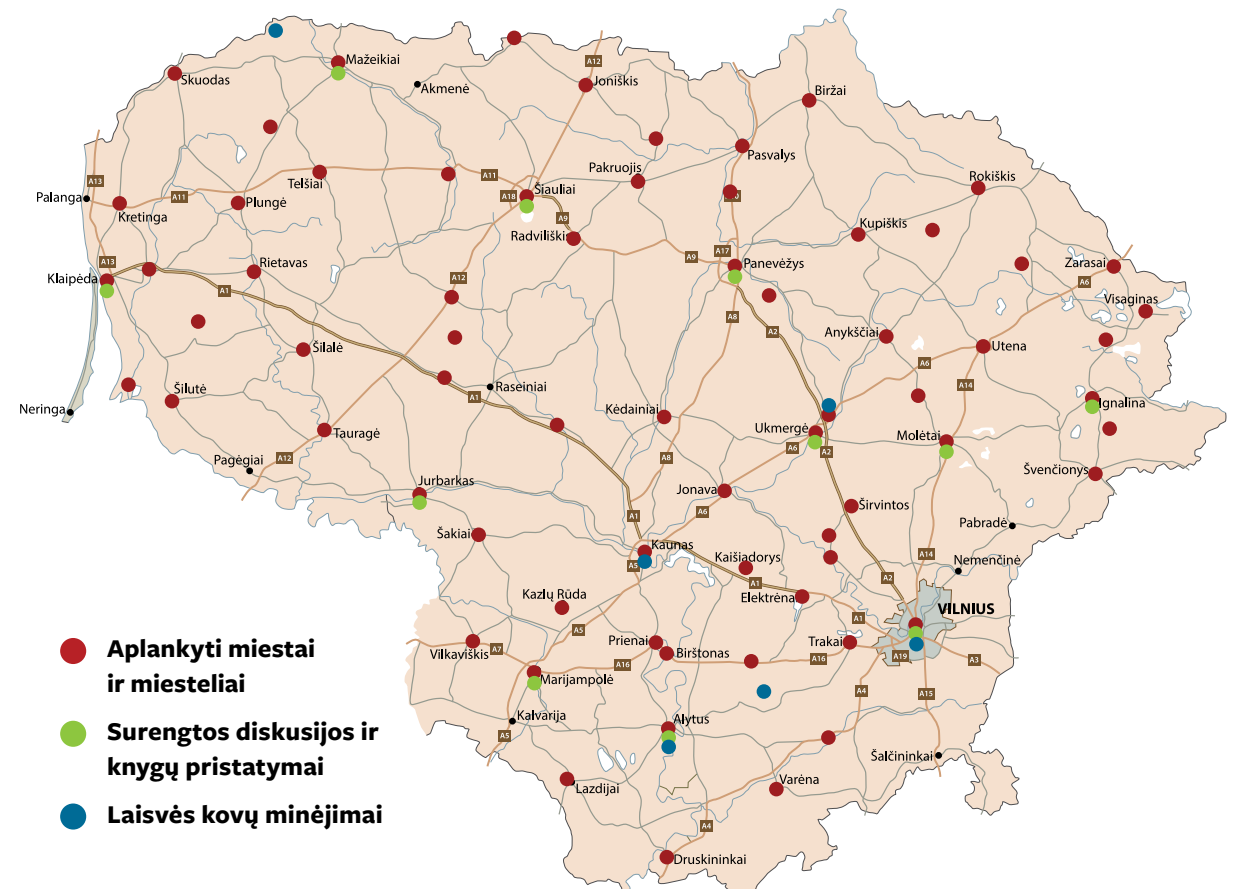 A12
Mažeikiai
Skuodas
Akmenė
Joniškis
Biržai
Pasvalys
Pakruojis
A13
Telšiai
A11
Šiauliai
A18
Rokiškis
Palanga
A11
Plungė
Kretinga
A9
Radviliškis
Kupiškis
A17
A9
Panevėžys
Zarasai
A13
Rietavas
Klaipėda
A12
A6
A1
Visaginas
A8
A2
Anykščiai
Utena
Šilalė
A6
A14
Raseiniai
A1
Šilutė
Neringa
Kėdainiai
Ignalina
Tauragė
Ukmergė
Molėtai
A6
A2
Pagėgiai
A12
A8
Švenčionys
Jurbarkas
Jonava
A6
Širvintos
A1
Pabradė
Šakiai
Kaunas
A14
A5
Kaišiadorys
Nemenčinė
A1
A2
Elektrėna
Kazlų Rūda
VILNIUS
A1
A5
Prienai
Trakai
Vilkaviškis
A7
Birštonas
A16
A16
A19
A3
Marijampolė
A4
A15
Kalvarija
Alytus
A5
Šalčininkai
Lazdijai
Varėna
A4
Druskininkai
Aplankyti miestai
ir miesteliai
Surengtos diskusijos ir
knygų pristatymai
Laisvės kovų minėjimai